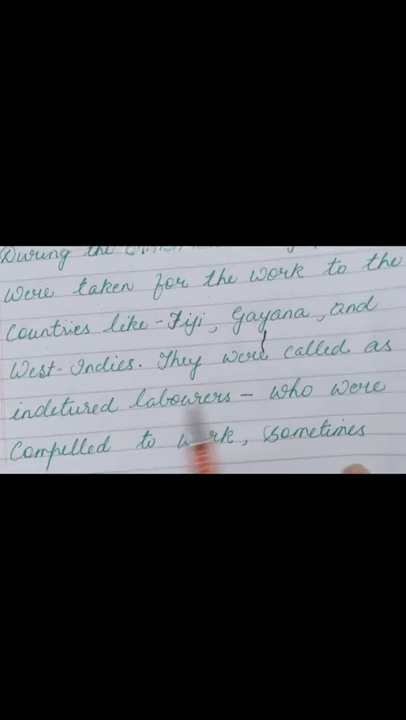 During the
were taken for the work to the
countries like - Fiji, Gayana, and
West-Indies. They were called as
indetured labourers - who were
compelled to work, sometimes